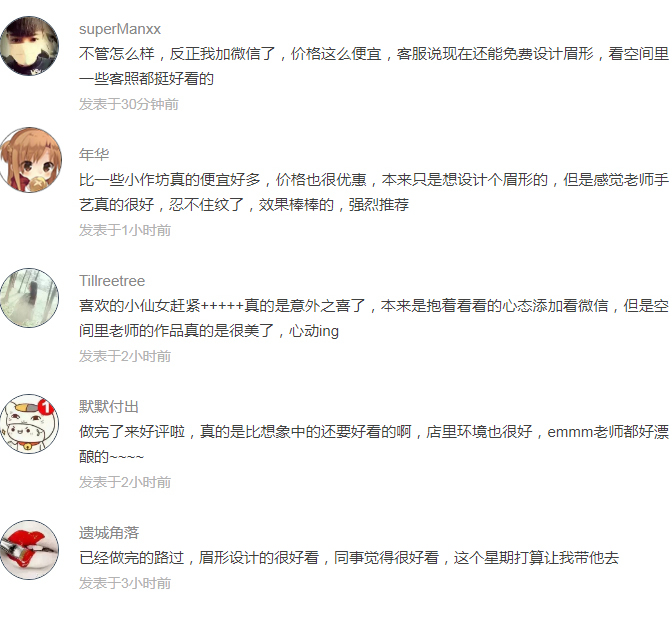 superManxx
不管怎么样，反正我加微信了，价格这么便宜，客服说现在还能免费设计眉形，看空间里
一些客照都挺好看的
发表于30分钟前
年华
比一些小作坊真的便宜好多，价格也很优惠，本来只是想设计个眉形的，但是感觉老师手
艺真的很好，忍不住纹了，效果棒棒的，强烈推荐
发表于1小时前
Tillreetree
喜欢的小仙女赶紧+++++真的是意外之喜了，本来是抱着看看的心态添加看微信，但是空
间里老师的作品真的是很美了，心动ing
发表于2小时前
1
默默付出
做完了来好评啦，真的是比想象中的还要好看的啊，店里环境也很好，emmm老师都好漂
酿的~~~~
发表于2小时前
遗城角落
已经做完的路过，眉形设计的很好看，同事觉得很好看，这个星期打算让我带他去
发表于3小时前